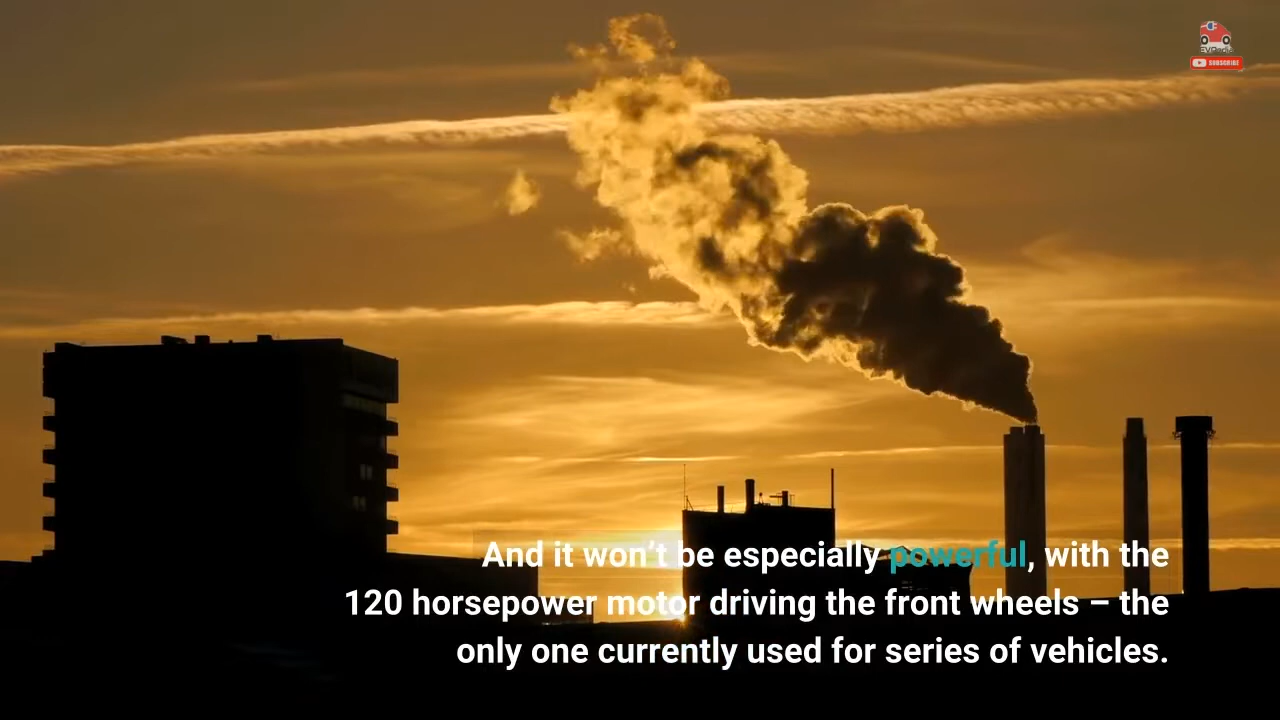 EVPedia
SUBSCRIBE
And it won’t be especially powerful, with the
120 horsepower motor driving the front wheels – the
only one currently used for series of vehicles.